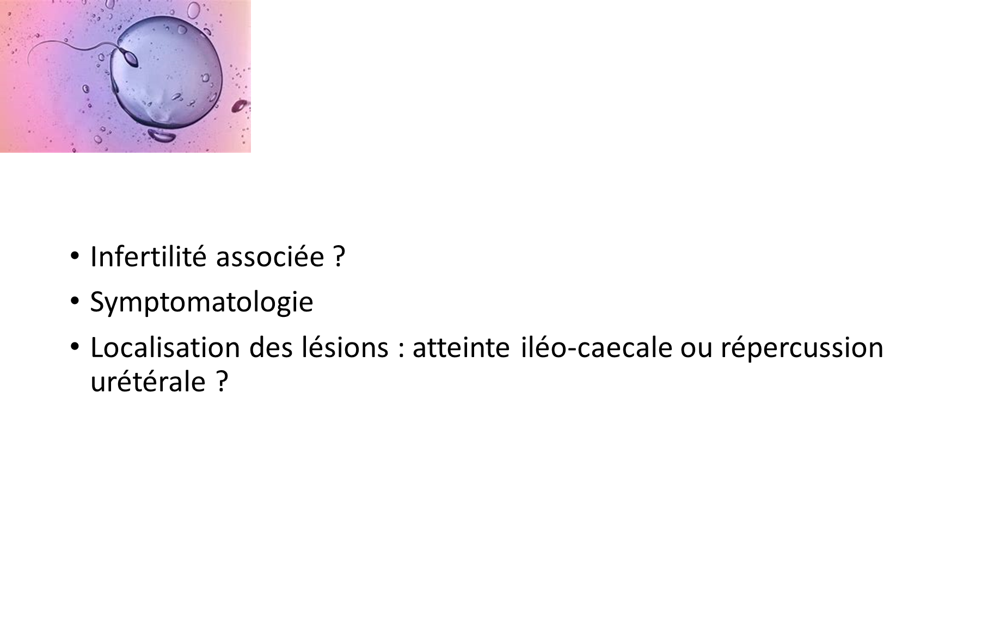 • Infertilité associée ?
• Symptomatologie
• Localisation des lésions : atteinte iléo-caecale ou répercussion
urétérale ?